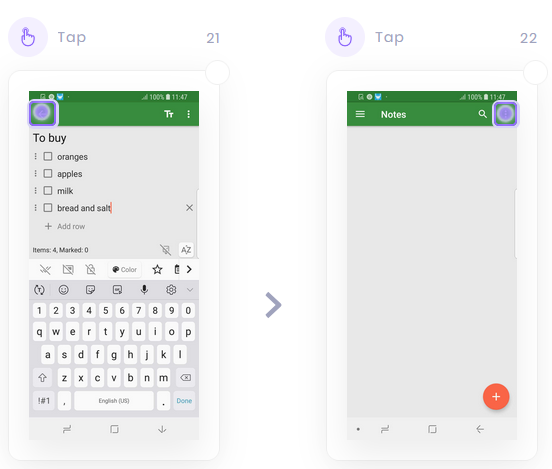 Tap 21
100% 11:47
Tт
To buy
oranges
apples
milk
bread and salt
Add row
Items: 4, Marked: 0
AZ
Color
1 2 3 4 5 6 7 8 9 0
q w e r t y u i o p
a s d f g h j k l
z x c v b n m
!#1 , English (US) . Done
Tap 22
100% 11:47
Notes